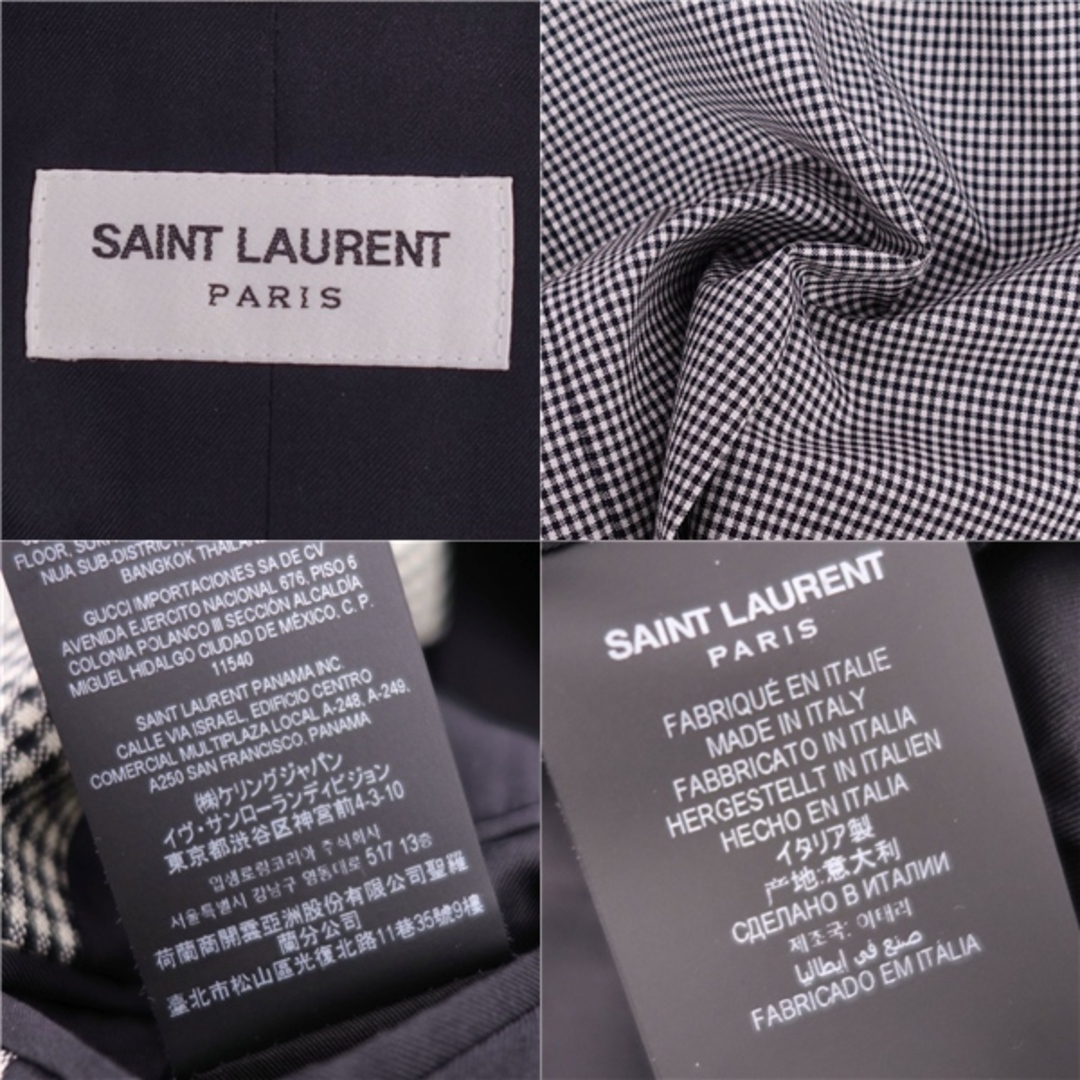 SAINT LAURENT
PARIS
FLOOR,
NUA SUB-DISTRICT,
BANGKOK THAILAND
GUCCI IMPORTACIONES SA DE CV
AVENIDA EJERCITO NACIONAL 676, PISO 6
COLONIA POLANCO III SECCIÓN ALCALDÍA
MIGUEL HIDALGO CIUDAD DE MÉXICO, C. P.
11540
SAINT LAURENT PANAMA INC.
CALLE VIA ISRAEL, EDIFICIO CENTRO
COMERCIAL MULTIPLAZA LOCAL A-248, A-249,
A250 SAN FRANCISCO. PANAMA
㈱ケリングジャパン
イヴ・サンローランディビジョン
東京都渋谷区神宮前4-3-10
입생로랑코리아 주식회사
서울특별시 강남구 영동대로 517 13층
荷蘭商開雲亞洲股份有限公司聖羅
蘭分公司
臺北市松山區光復北路11巷35號9樓
SAINT LAURENT
PARIS
FABRIQUÉ EN ITALIE
MADE IN ITALY
FABBRICATO IN ITALIA
HERGESTELLT IN ITALIEN
HECHO EN ITALIA
イタリア製
产地:意大利
СДЕЛАНО В ИТАЛИИ
제조국: 이태리
صنع في ايطاليا
FABRICADO EM ITÁLIA